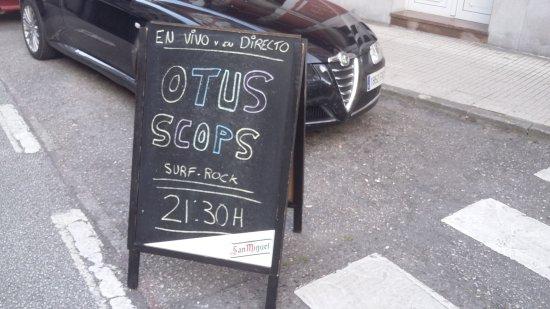 EN VIVO Y EN DIRECTO
OTUS
SCOPS
SURF-ROCK
21:30H
San Miguel